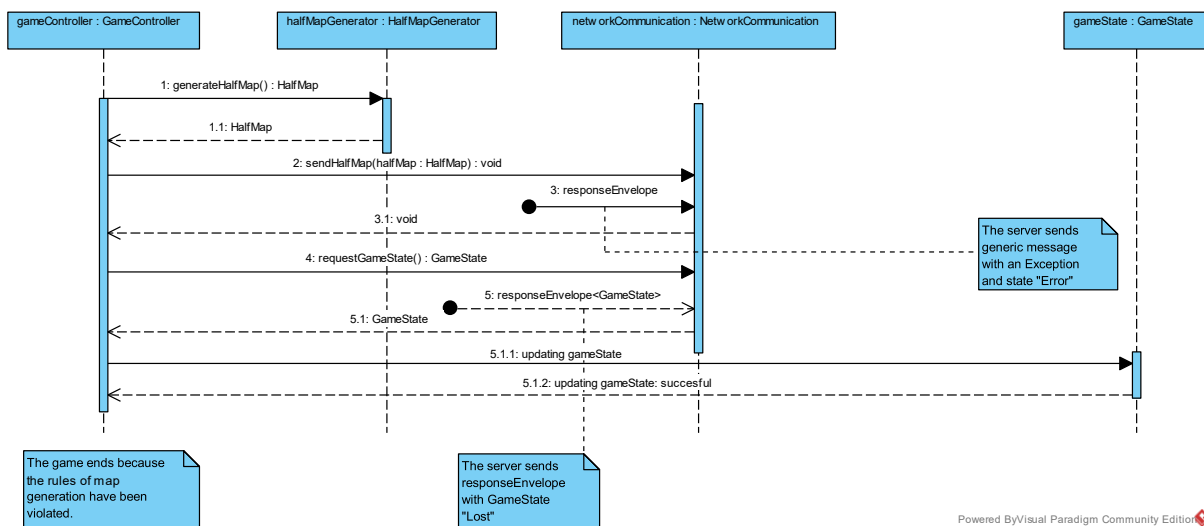 gameController : GameController
halfMapGenerator : HalfMapGenerator
networkCommunication : NetworkCommunication
gameState : GameState
1: generateHalfMap() : HalfMap
1.1: HalfMap
2: sendHalfMap(halfMap : HalfMap) : void
3: responseEnvelope
3.1: void
The server sends
generic message
with an Exception
and state "Error"
4: requestGameState() : GameState
5: responseEnvelope<GameState>
5.1: GameState
5.1.1: updating gameState
5.1.2: updating gameState: succesful
The game ends because
the rules of map
generation have been
violated.
The server sends
responseEnvelope
with GameState
"Lost"
Powered ByVisual Paradigm Community Edition